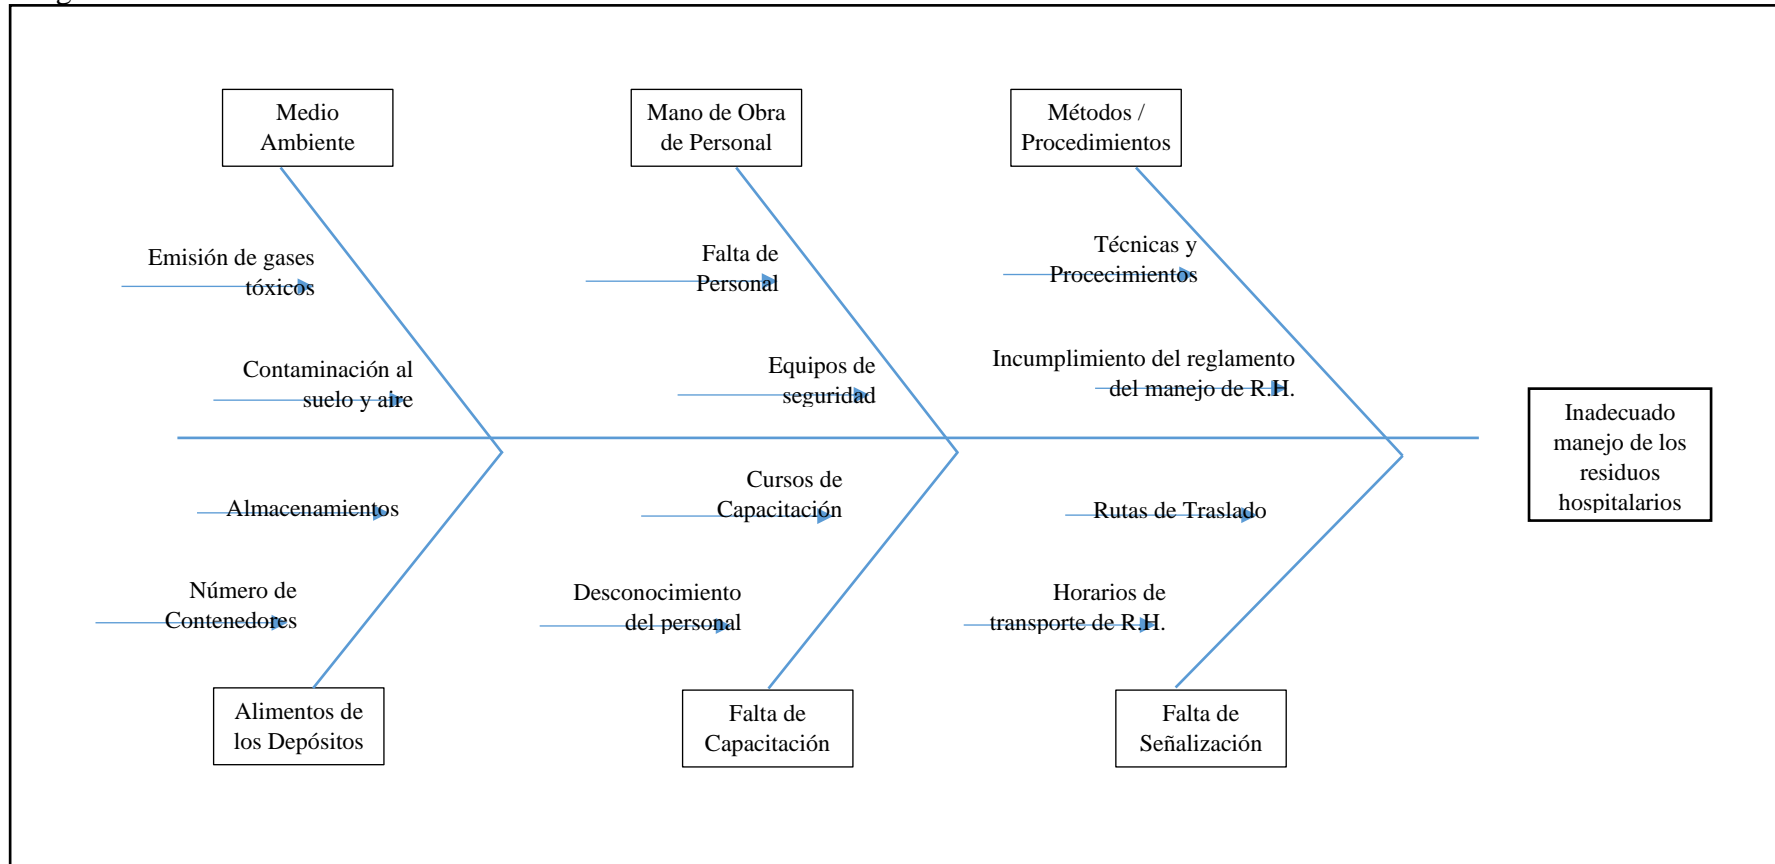 Medio
Ambiente
Mano de Obra
de Personal
Métodos /
Procedimientos
Emisión de gases
tóxicos
Falta de
Personal
Técnicas y
Procecimientos
Contaminación al
suelo y aire
Equipos de
seguridad
Incumplimiento del reglamento
del manejo de R.H.
Inadecuado
manejo de los
residuos
hospitalarios
Almacenamientos
Cursos de
Capacitación
Rutas de Traslado
Número de
Contenedores
Desconocimiento
del personal
Horarios de
transporte de R.H.
Alimentos de
los Depósitos
Falta de
Capacitación
Falta de
Señalización